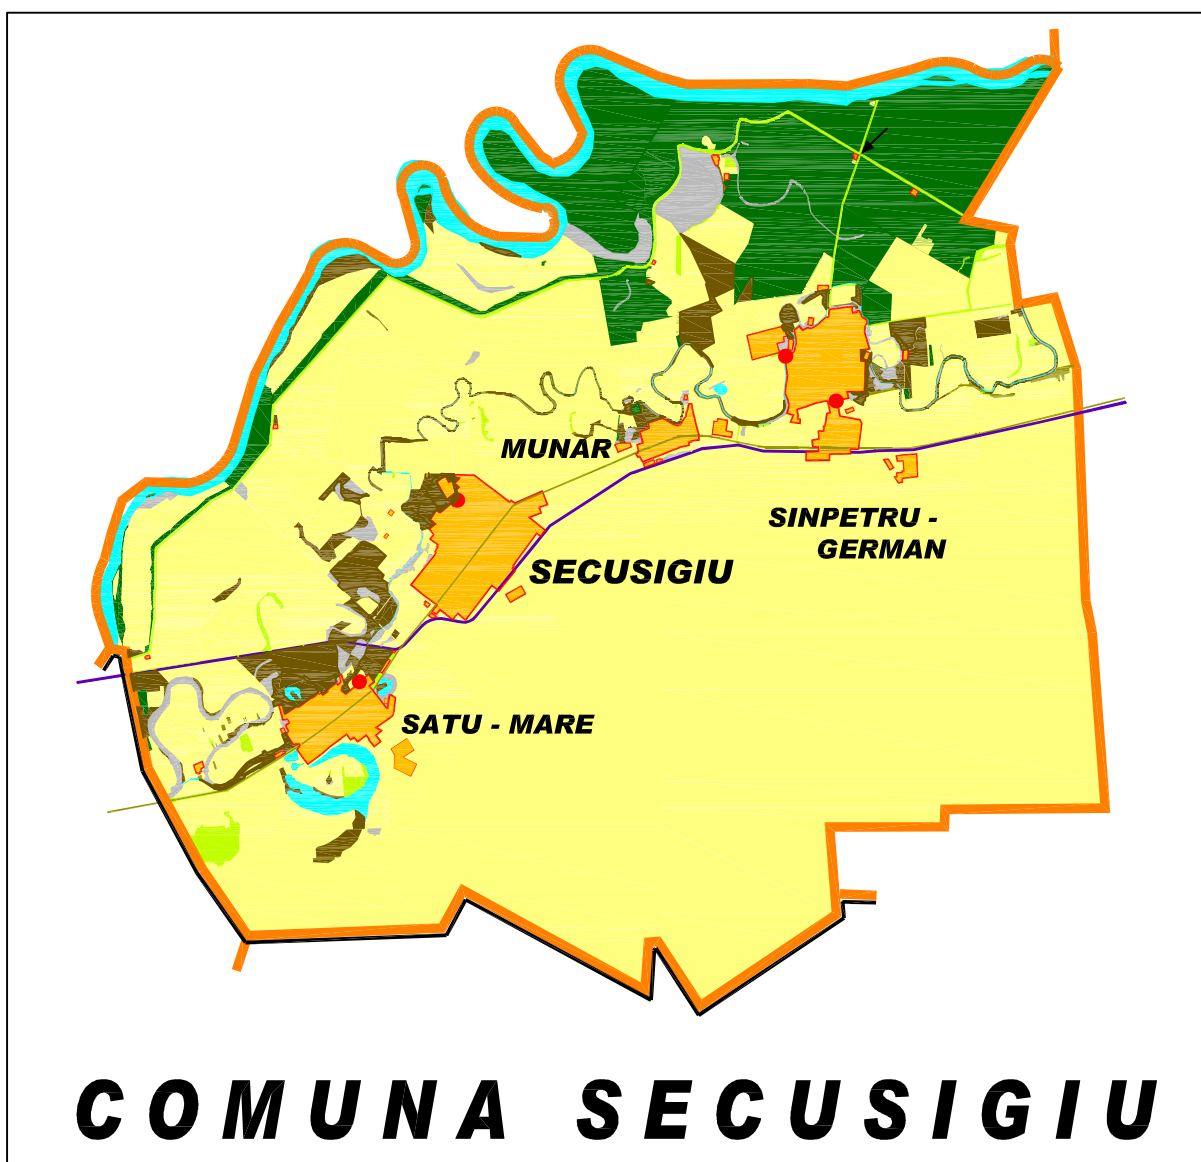 MUNAR
SINPETRU -
GERMAN
SECUSIGIU
SATU - MARE
COMUNA SECUSIGIU